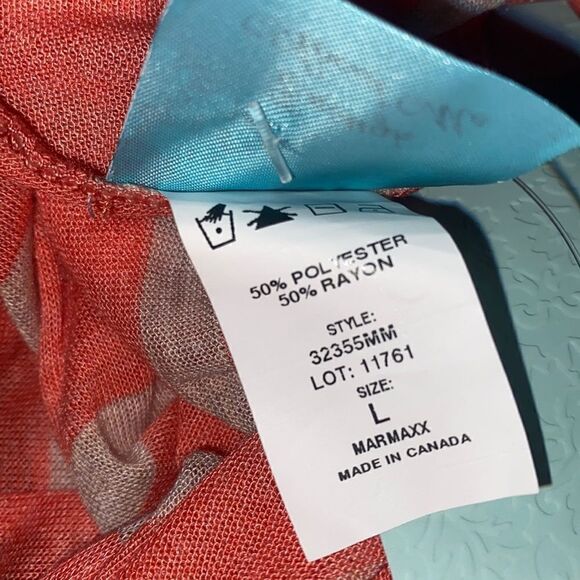 50% POLYESTER
50% RAYON
STYLE:
32355MM
LOT: 11761
SIZE:
L
MARMAXX
MADE IN CANADA